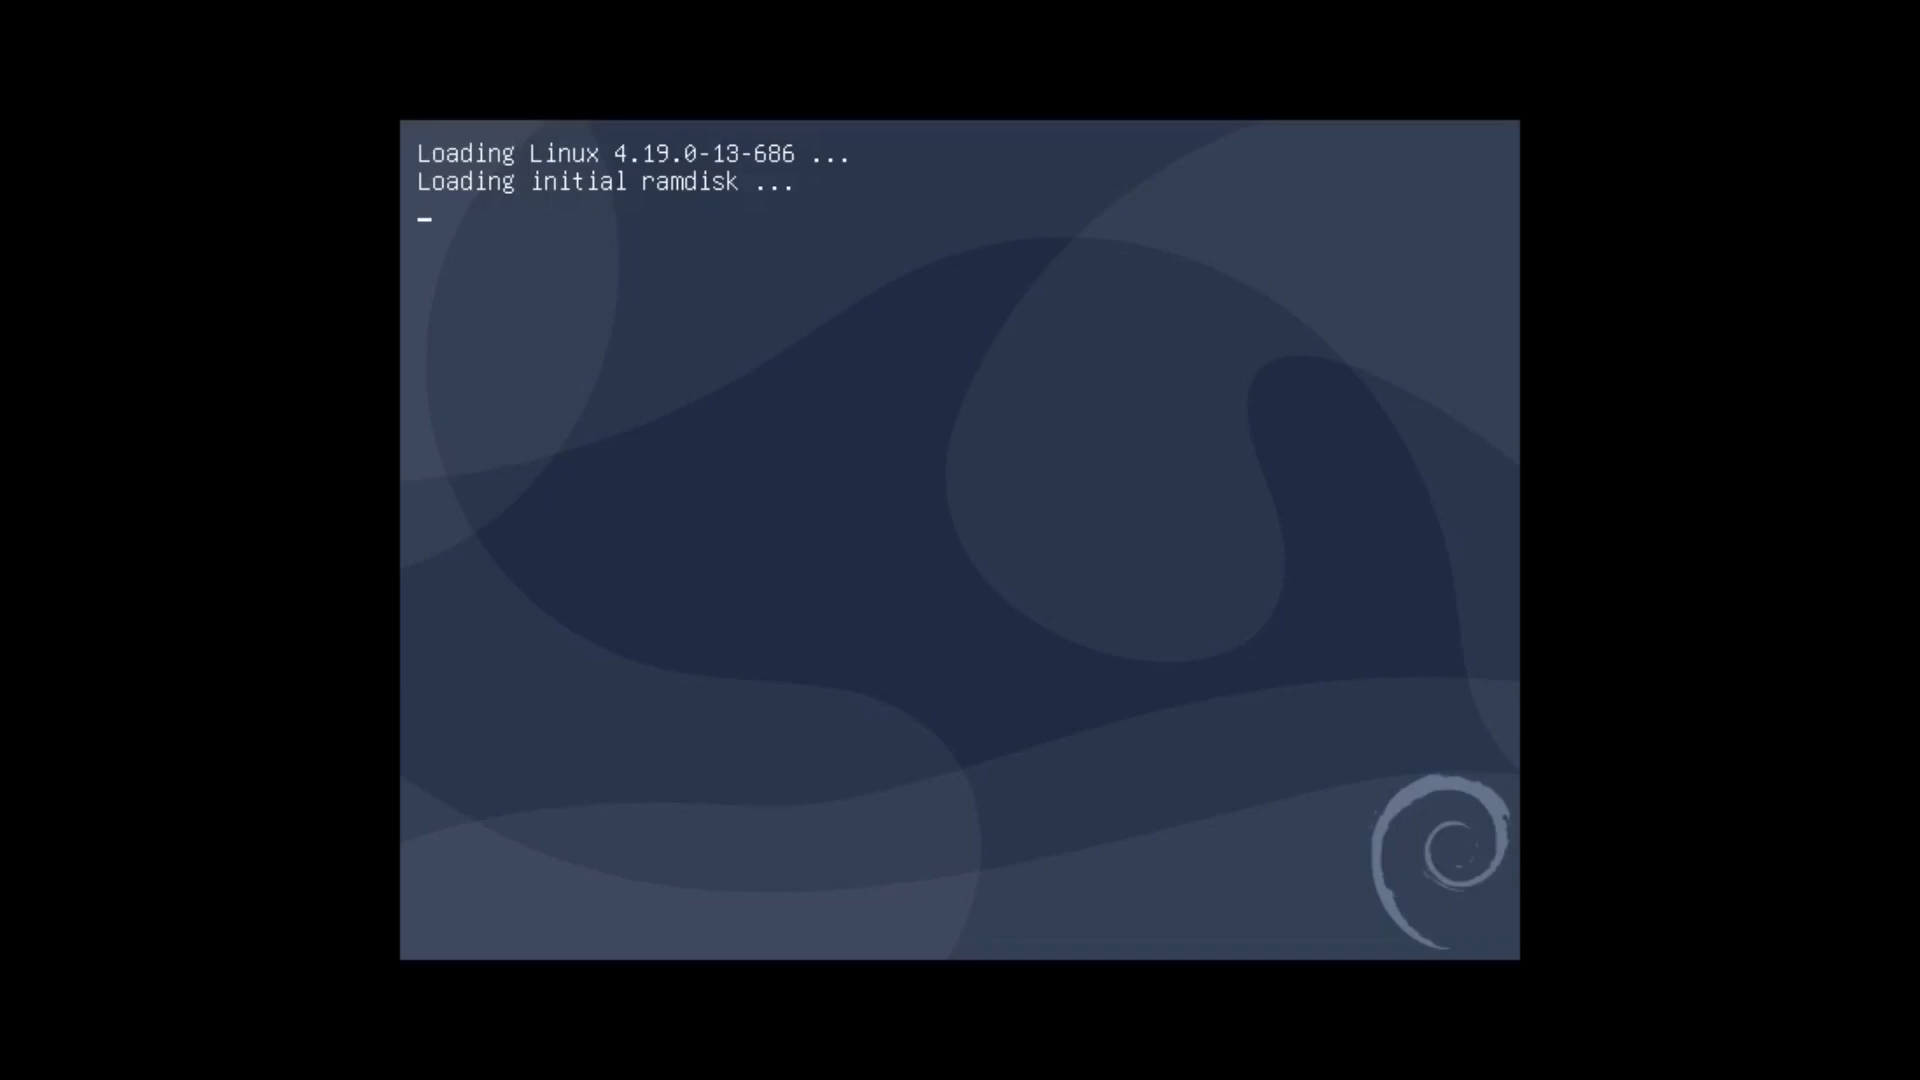 Loading Linux 4.19.0-13-686 ...
Loading initial ramdisk ...